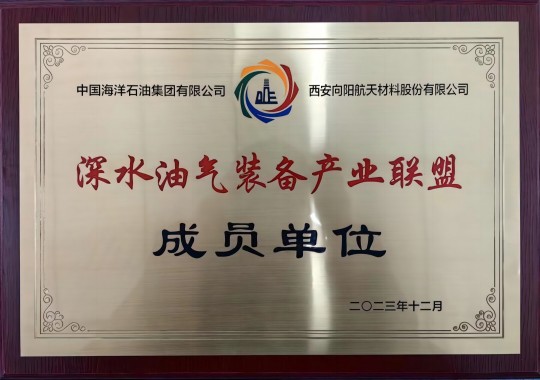 中国海洋石油集团有限公司 西安向阳航天材料股份有限公司
深水油气装备产业联盟
成员单位
二〇二三年十二月